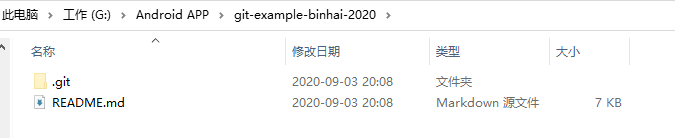 此电脑 > 工作 (G:) > Android APP > git-example-binhai-2020 >
名称 修改日期 类型 大小
.git 2020-09-03 20:08 文件夹
README.md 2020-09-03 20:08 Markdown 源文件 7 KB